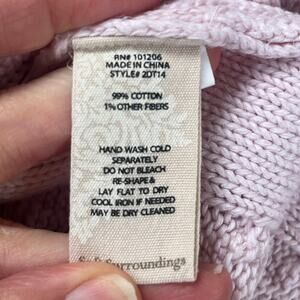 RN# 101206
MADE IN CHINA
STYLE# 2DT14
99% COTTON
1% OTHER FIBERS
HAND WASH COLD
SEPARATELY
DO NOT BLEACH
RE-SHAPE &
LAY FLAT TO DRY
COOL IRON IF NEEDED
MAY BE DRY CLEANED
Soft Surroundings